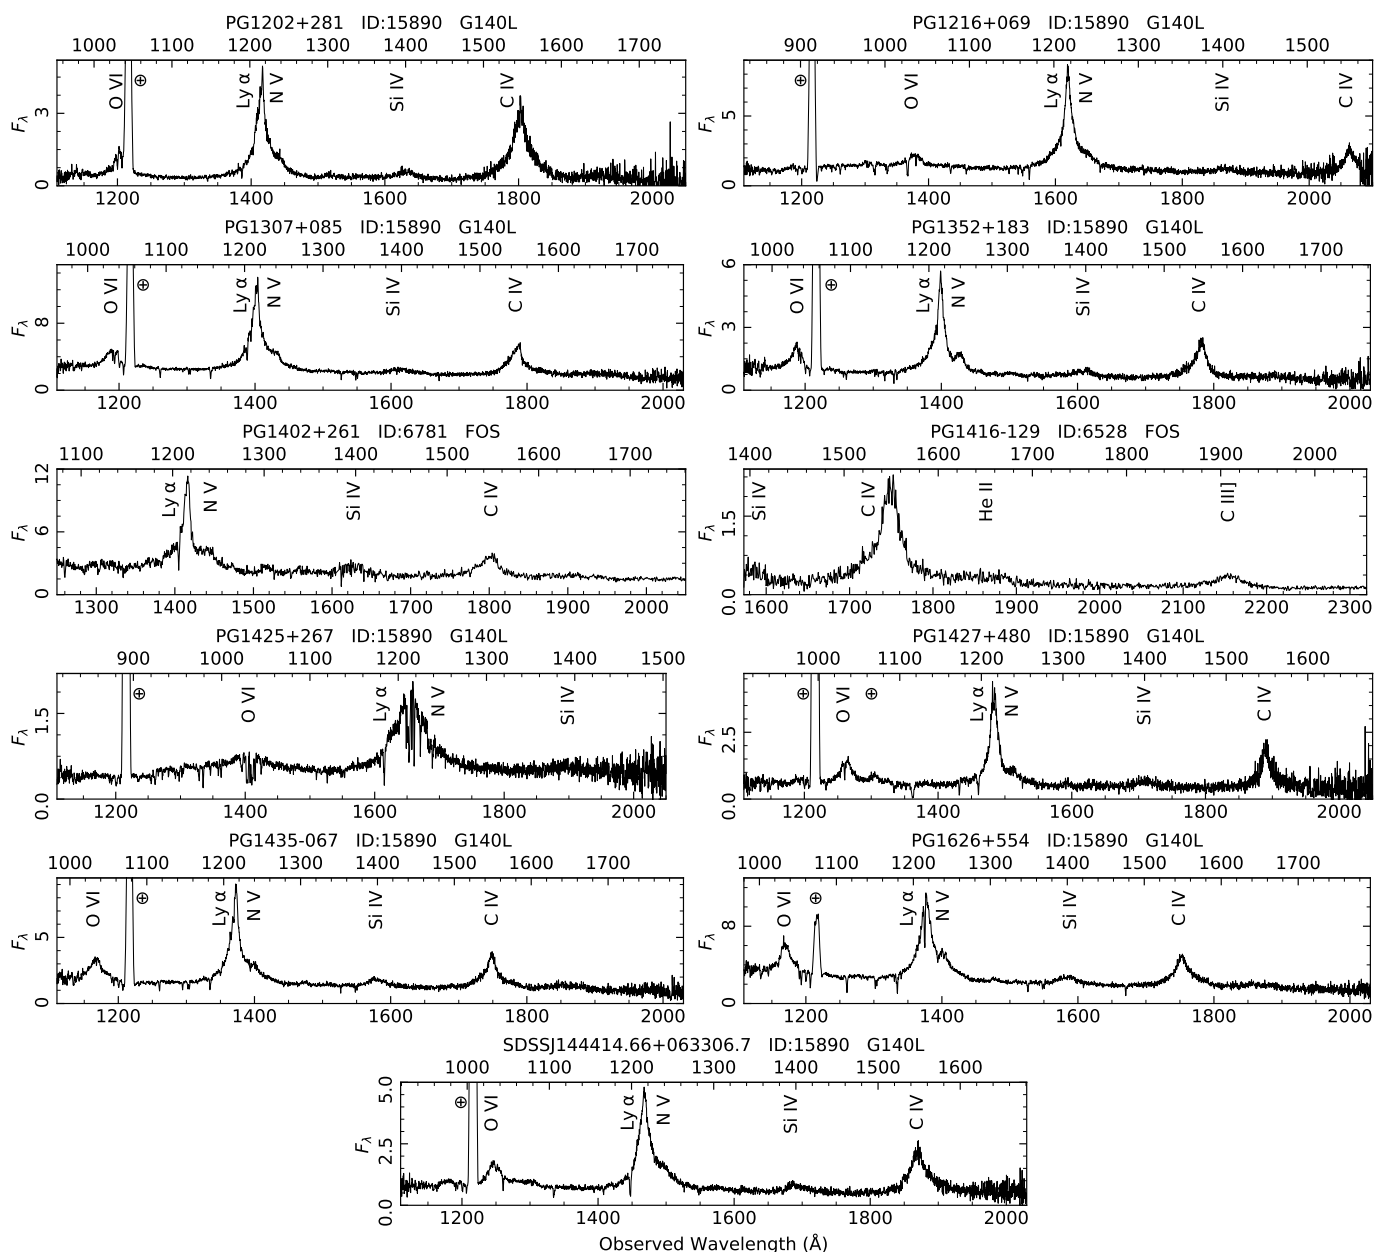 PG1202+281 ID:15890 G140L
1000 1100 1200 1300 1400 1500 1600 1700
O VI ⊕ Ly α N V Si IV C IV
Fλ
3
0
1200 1400 1600 1800 2000
PG1216+069 ID:15890 G140L
900 1000 1100 1200 1300 1400 1500
⊕ O VI Ly α N V Si IV C IV
Fλ
5
0
1200 1400 1600 1800 2000
PG1307+085 ID:15890 G140L
1000 1100 1200 1300 1400 1500 1600 1700
O VI ⊕ Ly α N V Si IV C IV
Fλ
8
0
1200 1400 1600 1800 2000
PG1352+183 ID:15890 G140L
1000 1100 1200 1300 1400 1500 1600 1700
O VI ⊕ Ly α N V Si IV C IV
Fλ
6
3
0
1200 1400 1600 1800 2000
PG1402+261 ID:6781 FOS
1100 1200 1300 1400 1500 1600 1700
Ly α N V Si IV C IV
Fλ
12
6
0
1300 1400 1500 1600 1700 1800 1900 2000
PG1416-129 ID:6528 FOS
1400 1500 1600 1700 1800 1900 2000
Si IV C IV He II C III]
Fλ
1.5
0.0
1600 1700 1800 1900 2000 2100 2200 2300
PG1425+267 ID:15890 G140L
900 1000 1100 1200 1300 1400 1500
⊕ O VI Ly α N V Si IV
Fλ
1.5
0.0
1200 1400 1600 1800 2000
PG1427+480 ID:15890 G140L
1000 1100 1200 1300 1400 1500 1600
⊕ O VI ⊕ Ly α N V Si IV C IV
Fλ
2.5
0.0
1200 1400 1600 1800 2000
PG1435-067 ID:15890 G140L
1000 1100 1200 1300 1400 1500 1600 1700
O VI ⊕ Ly α N V Si IV C IV
Fλ
5
0
1200 1400 1600 1800 2000
PG1626+554 ID:15890 G140L
1000 1100 1200 1300 1400 1500 1600 1700
O VI ⊕ Ly α N V Si IV C IV
Fλ
8
0
1200 1400 1600 1800 2000
SDSSJ144414.66+063306.7 ID:15890 G140L
1000 1100 1200 1300 1400 1500 1600
⊕ O VI Ly α N V Si IV C IV
Fλ
5.0
2.5
0.0
1200 1400 1600 1800 2000
Observed Wavelength (Å)